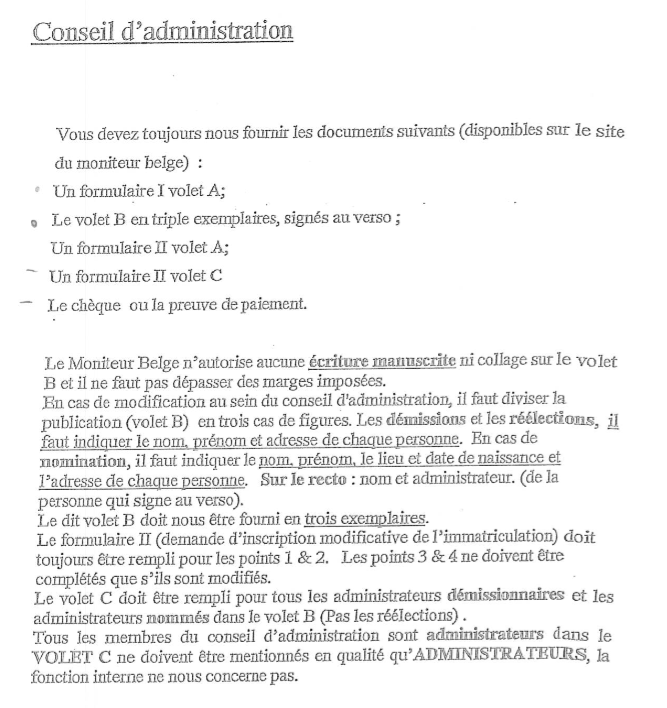 Conseil d'administration
Vous devez toujours nous fournir les documents suivants (disponibles sur le site
du moniteur belge) :
Un formulaire I volet A;
Le volet B en triple exemplaires, signés au verso ;
Un formulaire II volet A;
Un formulaire II volet C
Le chèque ou la preuve de paiement.
Le Moniteur Belge n'autorise aucune écriture manuscrite ni collage sur le volet
B et il ne faut pas dépasser des marges imposées.
En cas de modification au sein du conseil d'administration, il faut diviser la
publication (volet B) en trois cas de figures. Les démissions et les réélections, il
faut indiquer le nom, prénom et adresse de chaque personne. En cas de
nomination, il faut indiquer le nom, prénom, le lieu et date de naissance et
l'adresse de chaque personne. Sur le recto : nom et administrateur. (de la
personne qui signe au verso).
Le dit volet B doit nous être fourni en trois exemplaires.
Le formulaire II (demande d'inscription modificative de l'immatriculation) doit
toujours être rempli pour les points 1 & 2. Les points 3 & 4 ne doivent être
complétés que s'ils sont modifiés.
Le volet C doit être rempli pour tous les administrateurs démissionnaires et les
administrateurs nommés dans le volet B (Pas les réélections) .
Tous les membres du conseil d'administration sont administrateurs dans le
VOLET C ne doivent être mentionnés en qualité qu'ADMINISTRATEURS, la
fonction interne ne nous concerne pas.